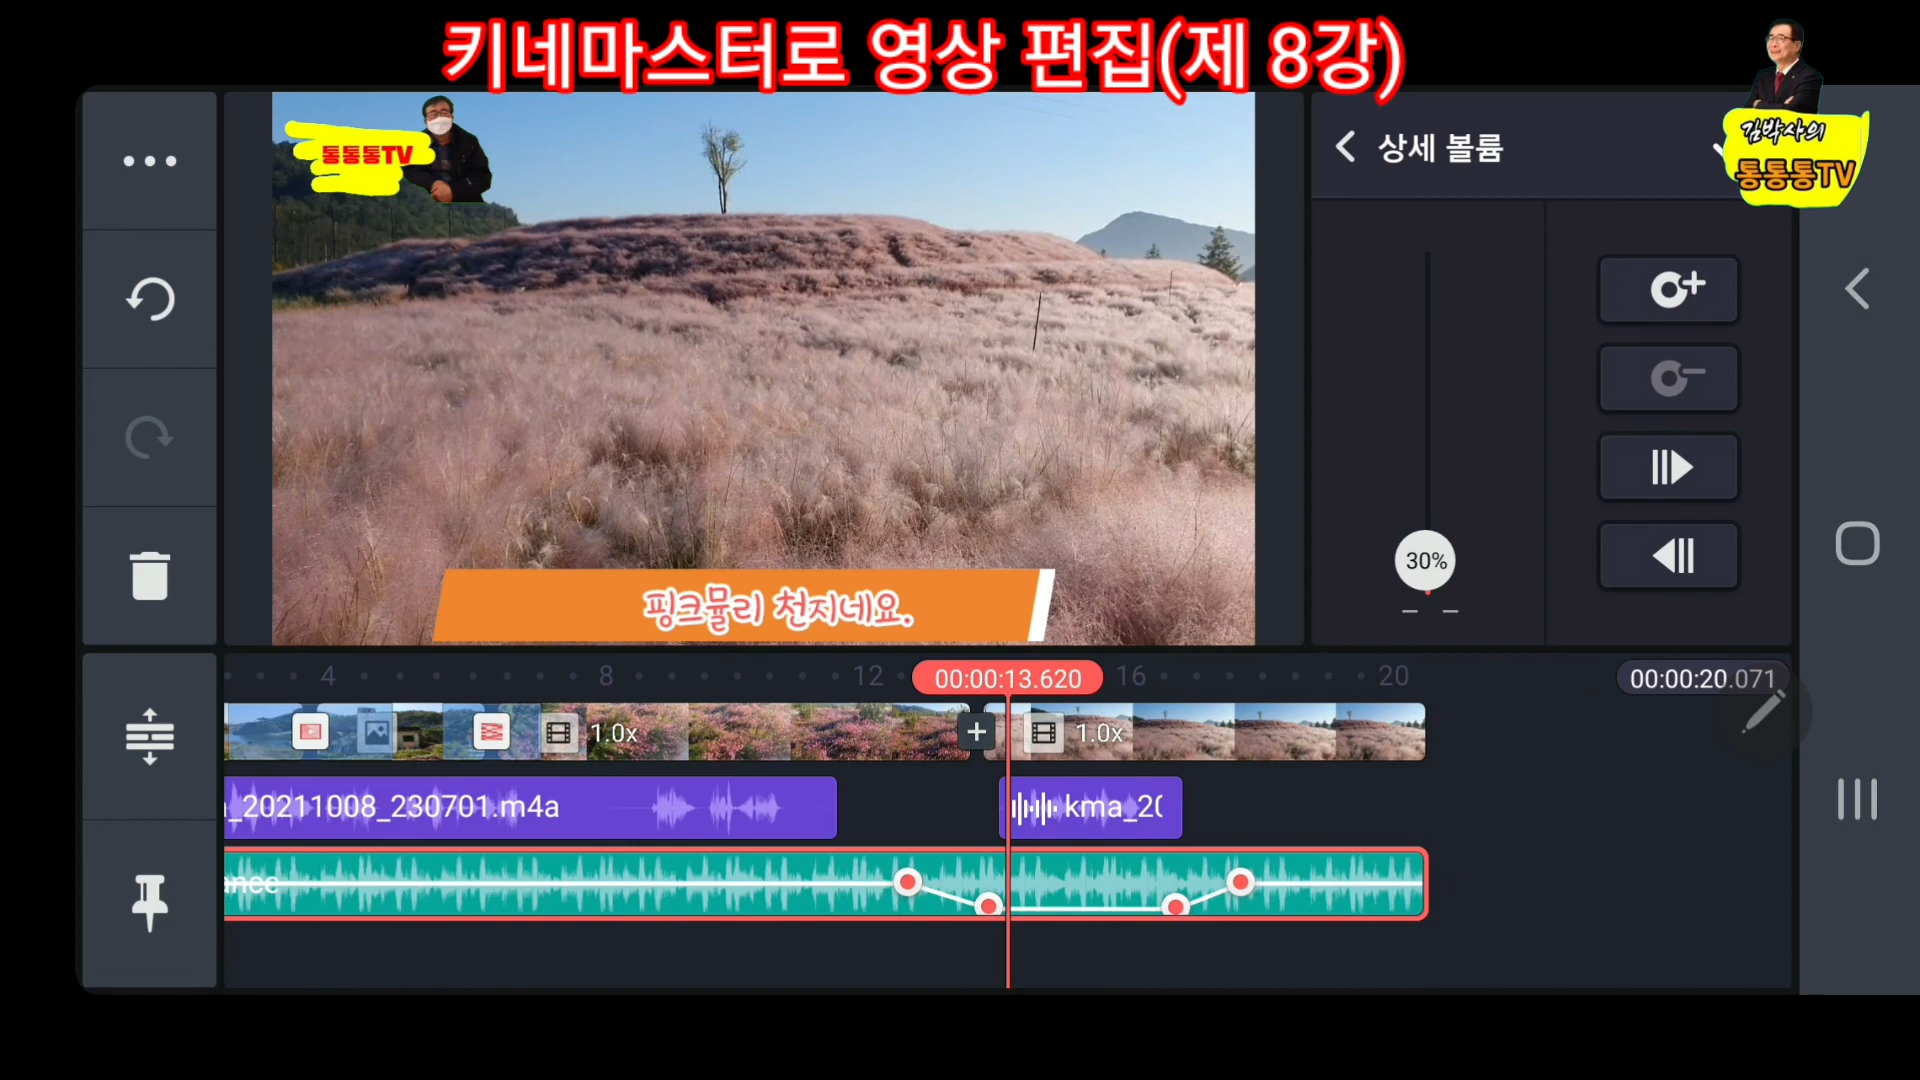 키네마스터로 영상 편집(제 8강)
김박사의
통통통TV
통통통TV
상세 볼륨
30%
핑크뮬리 천지네요.
4
8
12
00:00:13.620
16
20
00:00:20.071
1.0x
1.0x
_20211008_230701.m4a
kma_20
ance